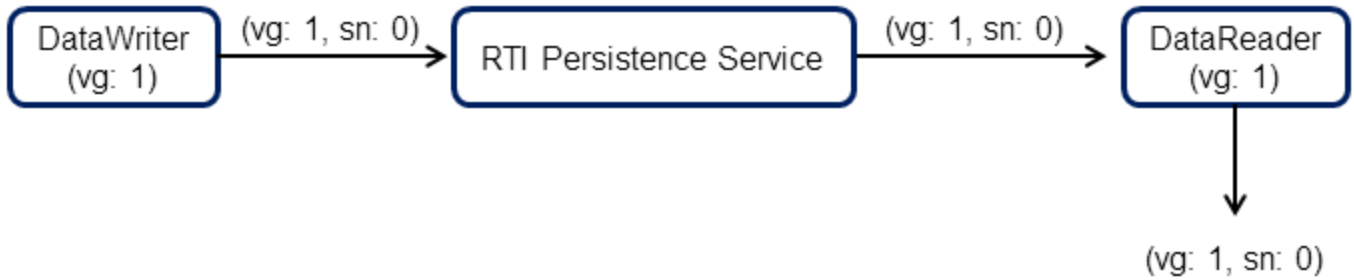 DataWriter
(vg: 1)
(vg: 1, sn: 0)
RTI Persistence Service
(vg: 1, sn: 0)
DataReader
(vg: 1)
(vg: 1, sn: 0)